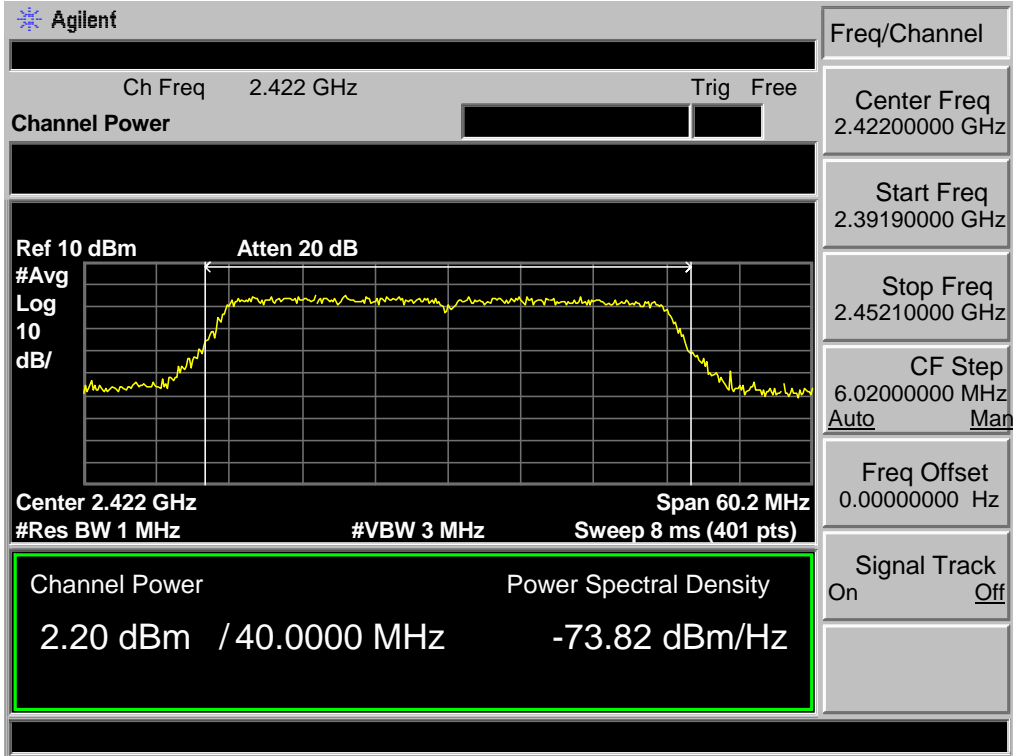 Agilent
Freq/Channel
Ch Freq 2.422 GHz Trig Free
Channel Power
Center Freq
2.42200000 GHz
Start Freq
2.39190000 GHz
Stop Freq
2.45210000 GHz
CF Step
6.02000000 MHz
Auto Man
Freq Offset
0.00000000 Hz
Signal Track
On Off
Ref 10 dBm Atten 20 dB
#Avg
Log
10
dB/
Center 2.422 GHz Span 60.2 MHz
#Res BW 1 MHz #VBW 3 MHz Sweep 8 ms (401 pts)
Channel Power Power Spectral Density
2.20 dBm / 40.0000 MHz -73.82 dBm/Hz